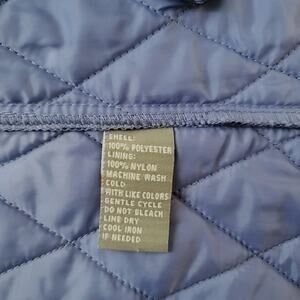 SHELL:
100% POLYESTER
LINING:
100% NYLON
MACHINE WASH
COLD
WITH LIKE COLORS
GENTLE CYCLE
DO NOT BLEACH
LINE DRY
COOL IRON
IF NEEDED